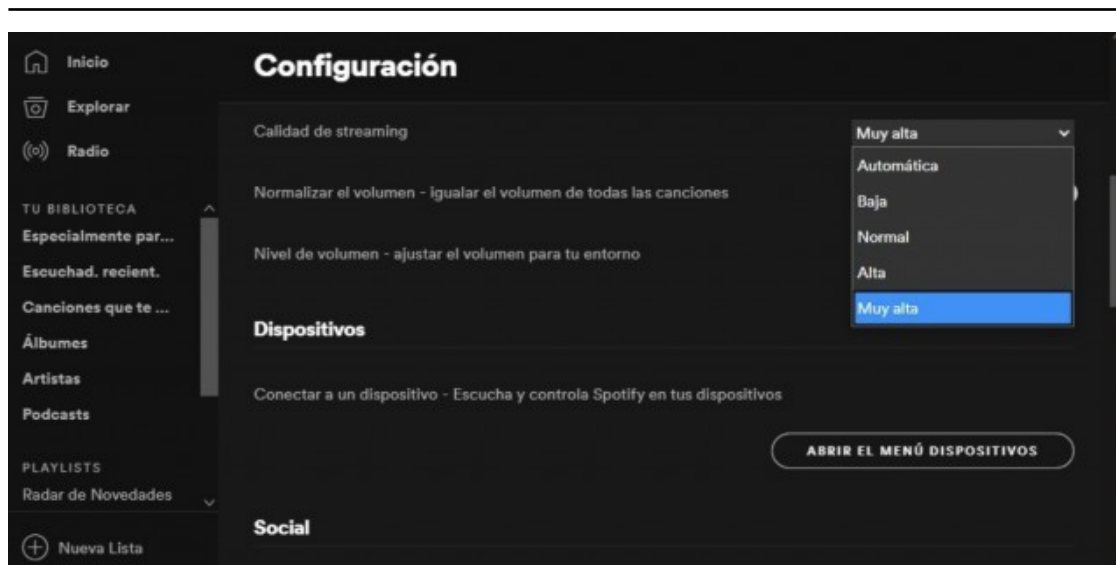 Inicio
Explorar
Radio
TU BIBLIOTECA
Especialmente par...
Escuchad. recient.
Canciones que te ...
Álbumes
Artistas
Podcasts
PLAYLISTS
Radar de Novedades
Nueva Lista
Configuración
Calidad de streaming
Muy alta
Automática
Baja
Normal
Alta
Muy alta
Normalizar el volumen - igualar el volumen de todas las canciones
Nivel de volumen - ajustar el volumen para tu entorno
Dispositivos
Conectar a un dispositivo - Escucha y controla Spotify en tus dispositivos
ABRIR EL MENÚ DISPOSITIVOS
Social